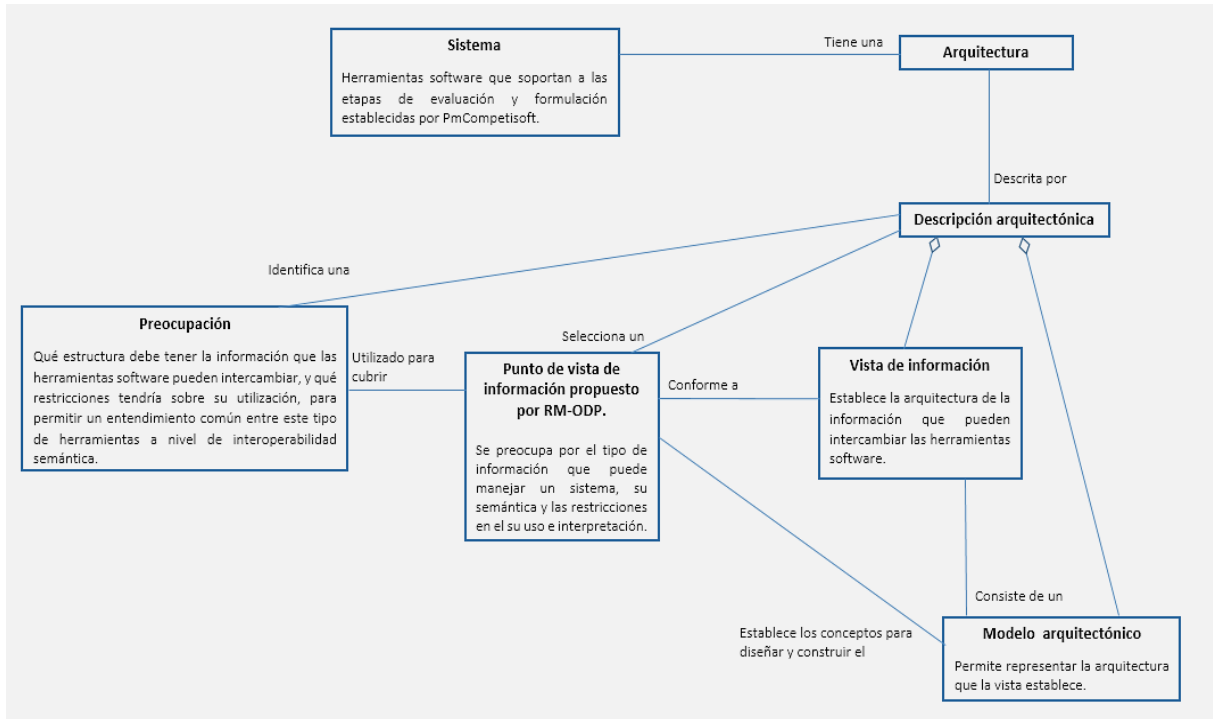 Sistema
Herramientas software que soportan a las
etapas de evaluación y formulación
establecidas por PmCompetisoft.
Tiene una
Arquitectura
Descrita por
Descripción arquitectónica
Identifica una
Preocupación
Qué estructura debe tener la información que las
herramientas software pueden intercambiar, y qué
restricciones tendría sobre su utilización, para
permitir un entendimiento común entre este tipo
de herramientas a nivel de interoperabilidad
semántica.
Utilizado para
cubrir
Selecciona un
Punto de vista de
información propuesto
por RM-ODP.
Se preocupa por el tipo de
información que puede
manejar un sistema, su
semántica y las restricciones
en el su uso e interpretación.
Conforme a
Vista de información
Establece la arquitectura de la
información que pueden
intercambiar las herramientas
software.
Consiste de un
Establece los conceptos para
diseñar y construir el
Modelo arquitectónico
Permite representar la arquitectura
que la vista establece.